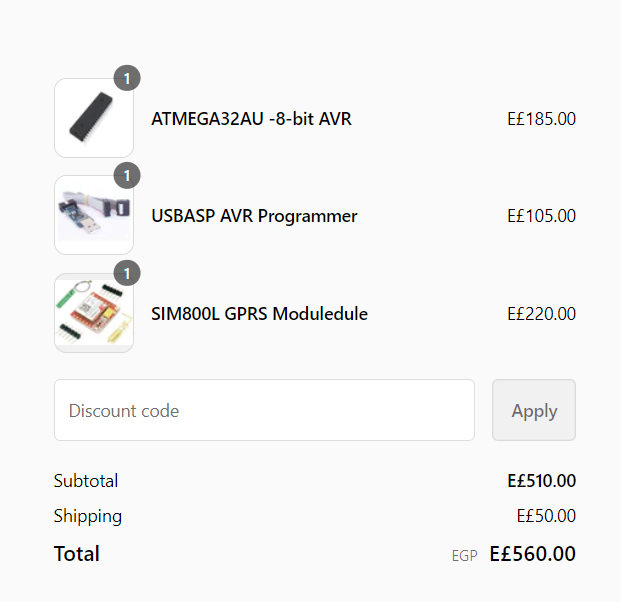 1
ATMEGA32AU -8-bit AVR E£185.00
1
USBASP AVR Programmer E£105.00
1
SIM800L GPRS Moduledule E£220.00
Discount code Apply
Subtotal E£510.00
Shipping E£50.00
Total EGP E£560.00